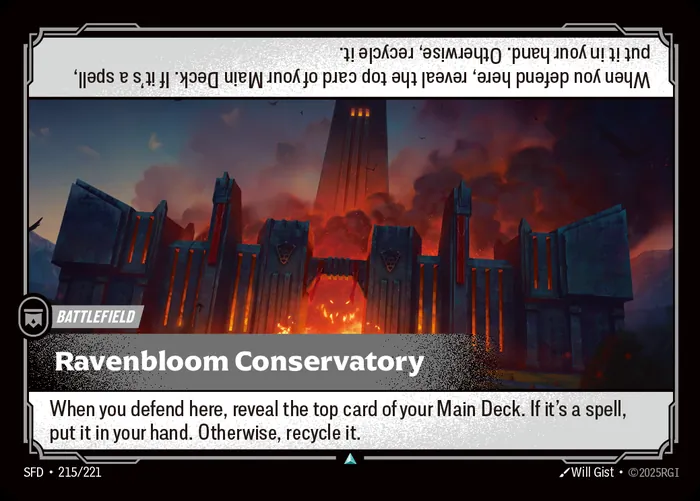 When you defend here, reveal the top card of your Main Deck. If it's a spell,
put it in your hand. Otherwise, recycle it.
BATTLEFIELD
Ravenbloom Conservatory
When you defend here, reveal the top card of your Main Deck. If it's a spell,
put it in your hand. Otherwise, recycle it.
SFD • 215/221
Will Gist • ©2025RGI